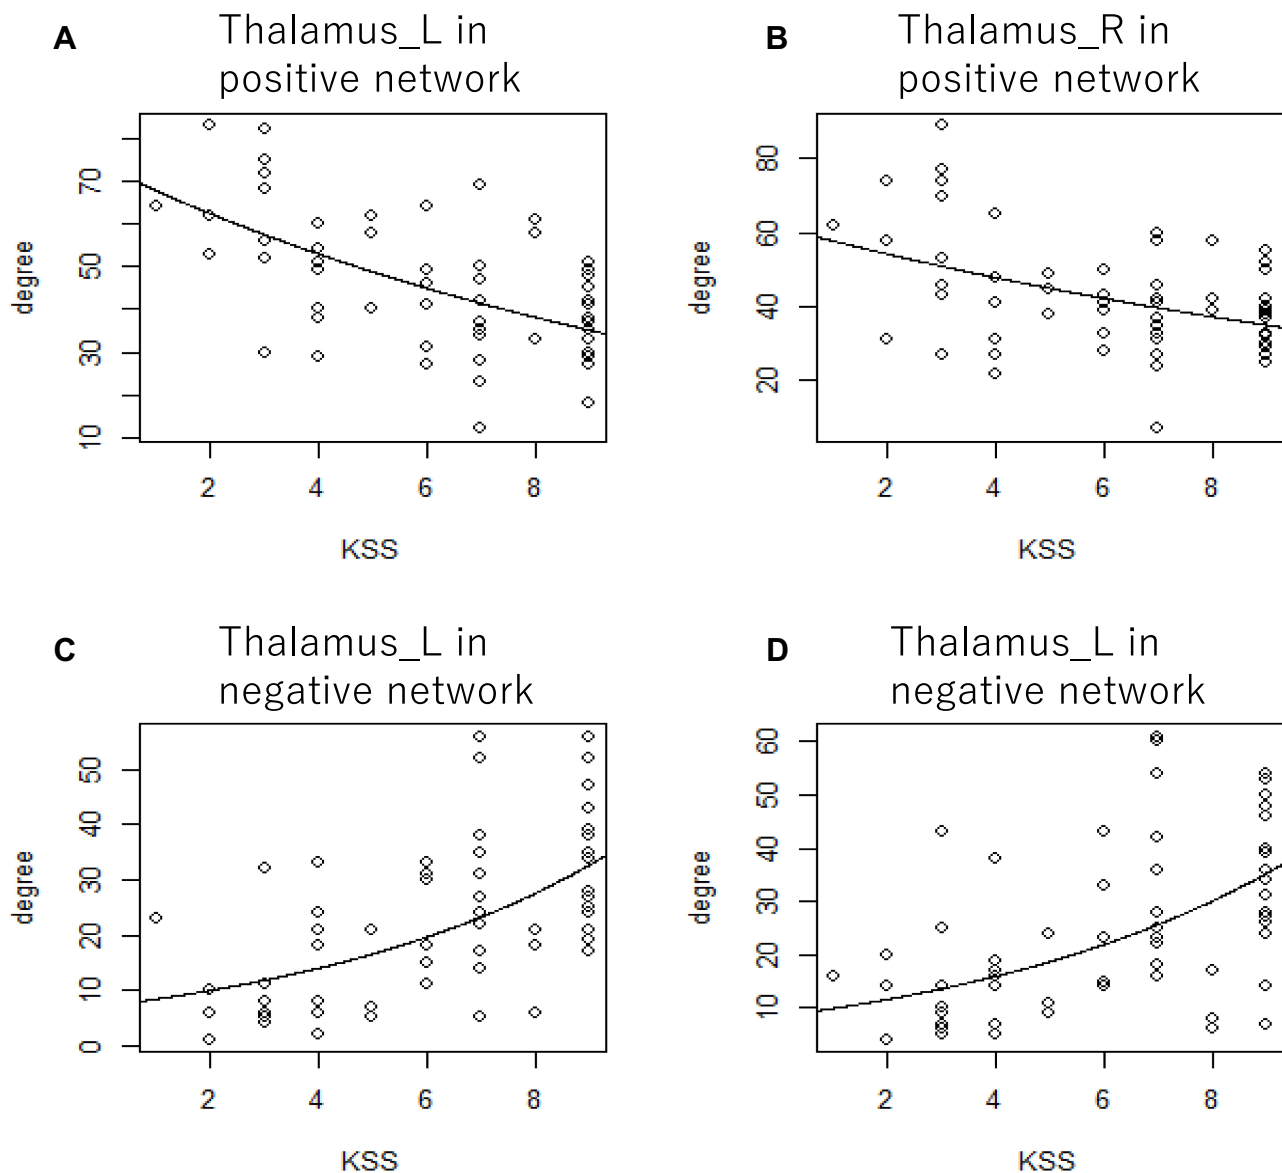 A
Thalamus_L in
positive network
degree
70
50
30
10
2 4 6 8
KSS
B
Thalamus_R in
positive network
degree
80
60
40
20
2 4 6 8
KSS
C
Thalamus_L in
negative network
degree
50
40
30
20
10
0
2 4 6 8
KSS
D
Thalamus_L in
negative network
degree
60
50
40
30
20
10
2 4 6 8
KSS